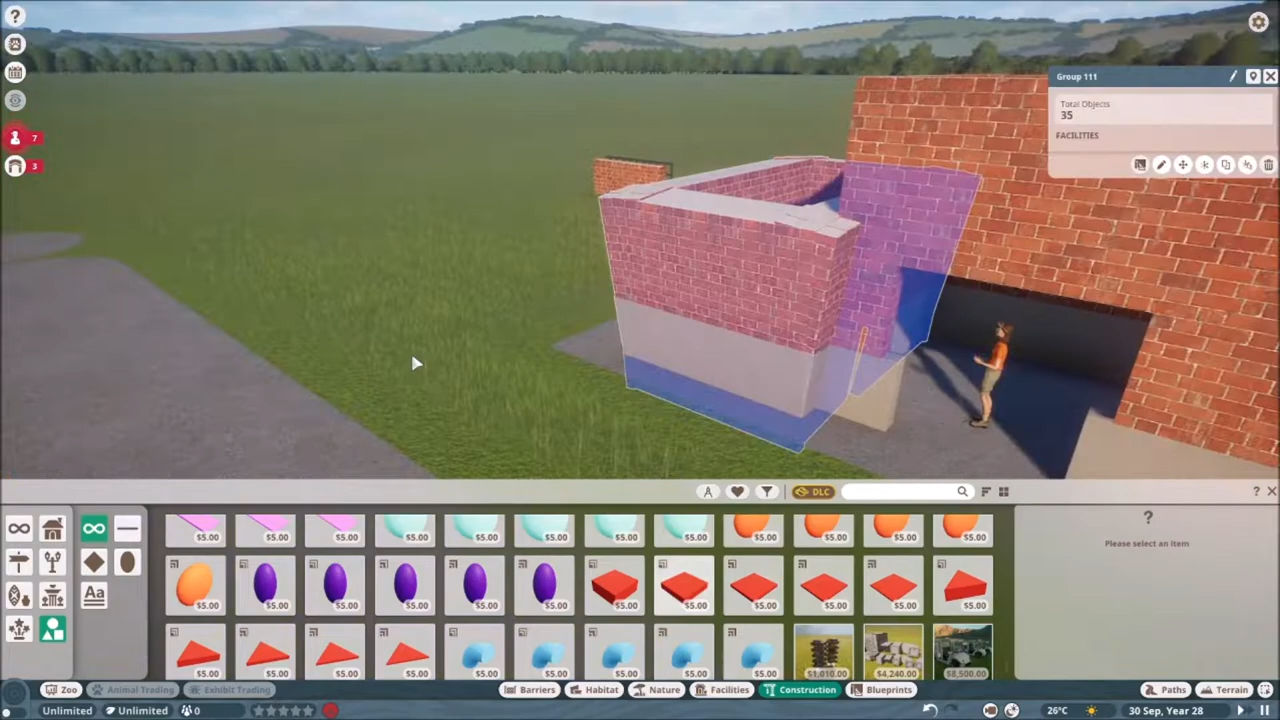 ?
Group 111
Total Objects
35
FACILITIES
7
3
DLC
?
$5.00 $5.00 $5.00 $5.00 $5.00 $5.00 $5.00 $5.00 $5.00 $5.00 $5.00 $5.00
?
Please select an item
$5.00 $5.00 $5.00 $5.00 $5.00 $5.00 $5.00 $5.00 $5.00 $5.00 $5.00 $5.00
Aa
$5.00 $5.00 $5.00 $5.00 $5.00 $5.00 $5.00 $5.00 $5.00 $1,010.00 $4,240.00 $8,500.00
Zoo Animal Trading Exhibit Trading Barriers Habitat Nature Facilities Construction Blueprints Paths Terrain
Unlimited Unlimited 0 26°C 30 Sep, Year 28